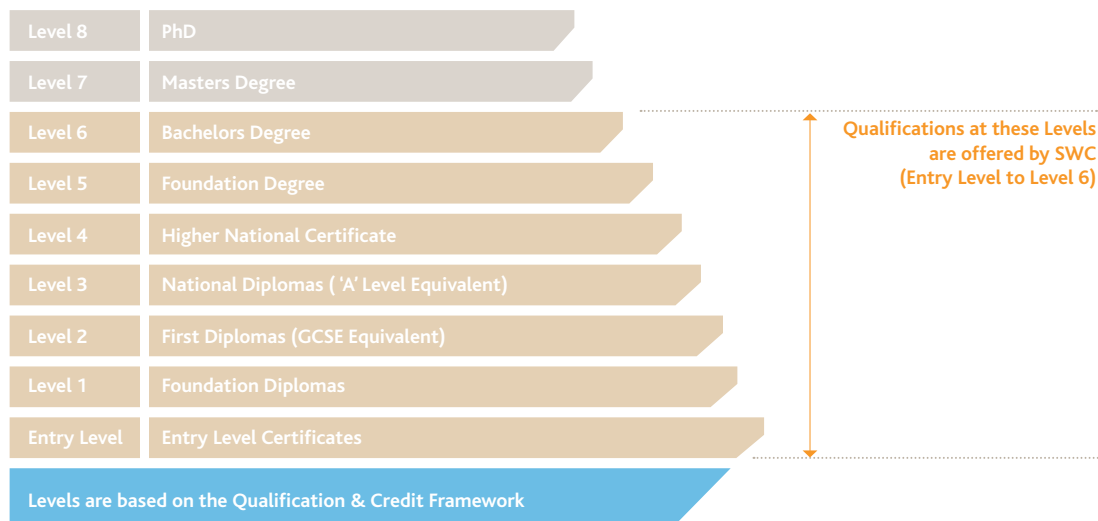 Level 8 PhD
Level 7 Masters Degree
Level 6 Bachelors Degree
Qualifications at these Levels
are offered by SWC
(Entry Level to Level 6)
Level 5 Foundation Degree
Level 4 Higher National Certificate
Level 3 National Diplomas ( 'A' Level Equivalent)
Level 2 First Diplomas (GCSE Equivalent)
Level 1 Foundation Diplomas
Entry Level Entry Level Certificates
Levels are based on the Qualification & Credit Framework